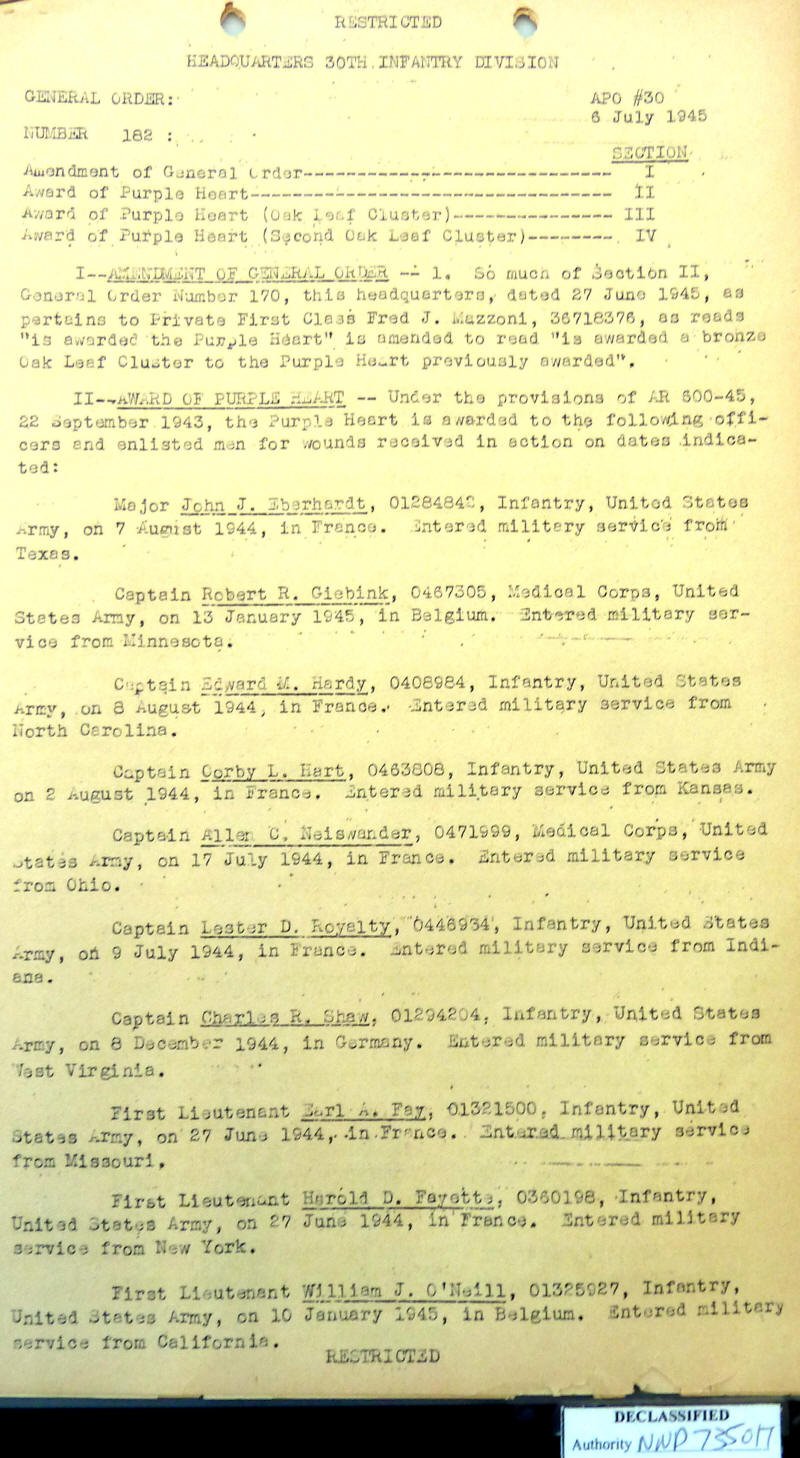 RESTRICTED
HEADQUARTERS 30TH INFANTRY DIVISION
GENERAL ORDER: APO #30
6 July 1945
NUMBER 182 :
SECTION
Amendment of General Order------------------------------- I
Award of Purple Heart------------------------------------- II
Award of Purple Heart (Oak Leaf Cluster)---------------- III
Award of Purple Heart (Second Oak Leaf Cluster)--------- IV
I--AMENDMENT OF GENERAL ORDER -- 1. So much of Section II,
General Order Number 170, this headquarters, dated 27 June 1945, as
pertains to Private First Class Fred J. Mazzoni, 36718376, as reads
"is awarded the Purple Heart" is amended to read "is awarded a bronze
Oak Leaf Cluster to the Purple Heart previously awarded".
II--AWARD OF PURPLE HEART -- Under the provisions of AR 600-45,
22 September 1943, the Purple Heart is awarded to the following offi-
cers and enlisted men for wounds received in action on dates indica-
ted:
Major John J. Eberhardt, 01284842, Infantry, United States
Army, on 7 August 1944, in France. Entered military service from
Texas.
Captain Robert R. Giebink, 0467305, Medical Corps, United
States Army, on 13 January 1945, in Belgium. Entered military ser-
vice from Minnesota.
Captain Edward M. Hardy, 0408984, Infantry, United States
Army, on 8 August 1944, in France. Entered military service from
North Carolina.
Captain Corby L. Hart, 0463808, Infantry, United States Army
on 2 August 1944, in France. Entered military service from Kansas.
Captain Allen C. Neiswander, 0471999, Medical Corps, United
States Army, on 17 July 1944, in France. Entered military service
from Ohio.
Captain Lester D. Royalty, 0446934, Infantry, United States
Army, on 9 July 1944, in France. Entered military service from Indi-
ana.
Captain Charles R. Shaw, 01294204, Infantry, United States
Army, on 8 December 1944, in Germany. Entered military service from
West Virginia.
First Lieutenant Earl A. Fay, 01321500, Infantry, United
States Army, on 27 June 1944, in France. Entered military service
from Missouri.
First Lieutenant Harold D. Fayette, 0360198, Infantry,
United States Army, on 27 June 1944, in France. Entered military
service from New York.
First Lieutenant William J. O'Neill, 01325927, Infantry,
United States Army, on 10 January 1945, in Belgium. Entered military
service from California.
RESTRICTED
DECLASSIFIED
Authority NND 735017